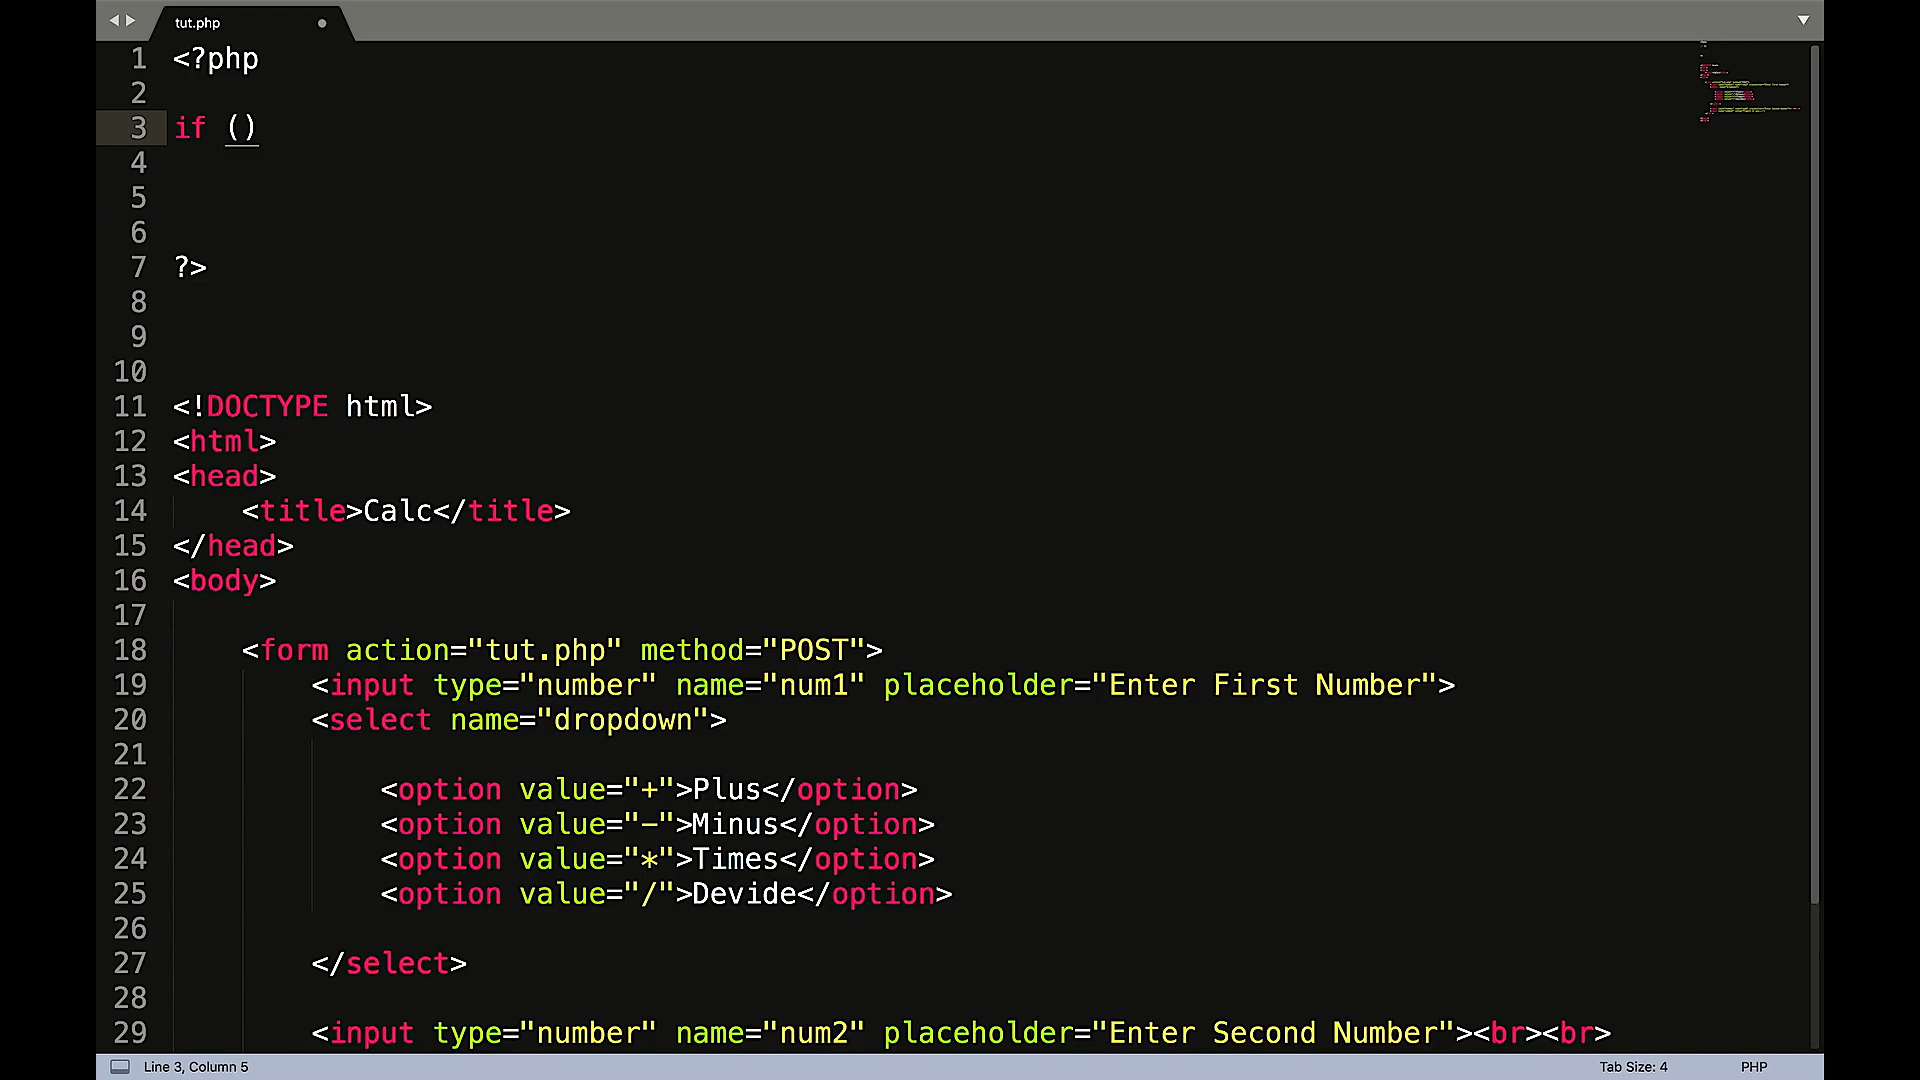 tut.php
1 <?php
2
3 if ()
4
5
6
7 ?>
8
9
10
11 <!DOCTYPE html>
12 <html>
13 <head>
14 <title>Calc</title>
15 </head>
16 <body>
17
18 <form action="tut.php" method="POST">
19 <input type="number" name="num1" placeholder="Enter First Number">
20 <select name="dropdown">
21
22 <option value="+">Plus</option>
23 <option value="-">Minus</option>
24 <option value="*">Times</option>
25 <option value="/">Devide</option>
26
27 </select>
28
29 <input type="number" name="num2" placeholder="Enter Second Number"><br><br>
Line 3, Column 5 Tab Size: 4 PHP